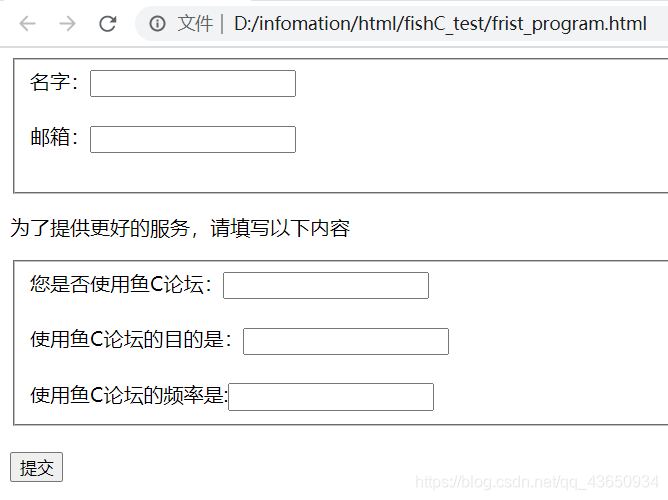 文件 | D:/infomation/html/fishC_test/frist_program.html
名字：
邮箱：
为了提供更好的服务，请填写以下内容
您是否使用鱼C论坛：
使用鱼C论坛的目的是：
使用鱼C论坛的频率是:
提交
https://blog.csdn.net/qq_43650934